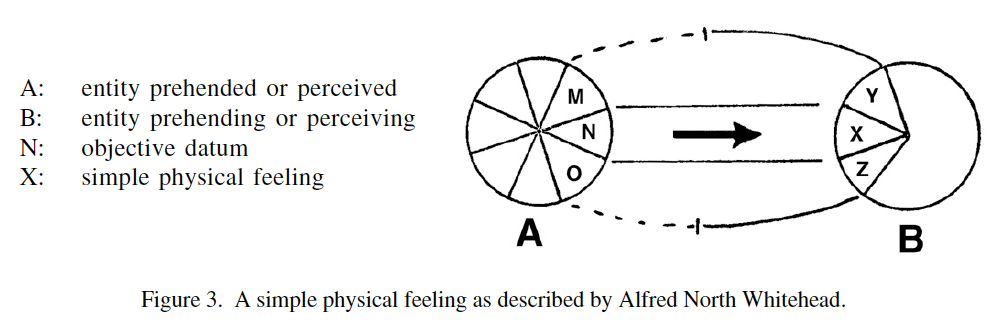 A: entity prehended or perceived
B: entity prehending or perceiving
N: objective datum
X: simple physical feeling
M
N
O
A
Y
X
Z
B
Figure 3. A simple physical feeling as described by Alfred North Whitehead.